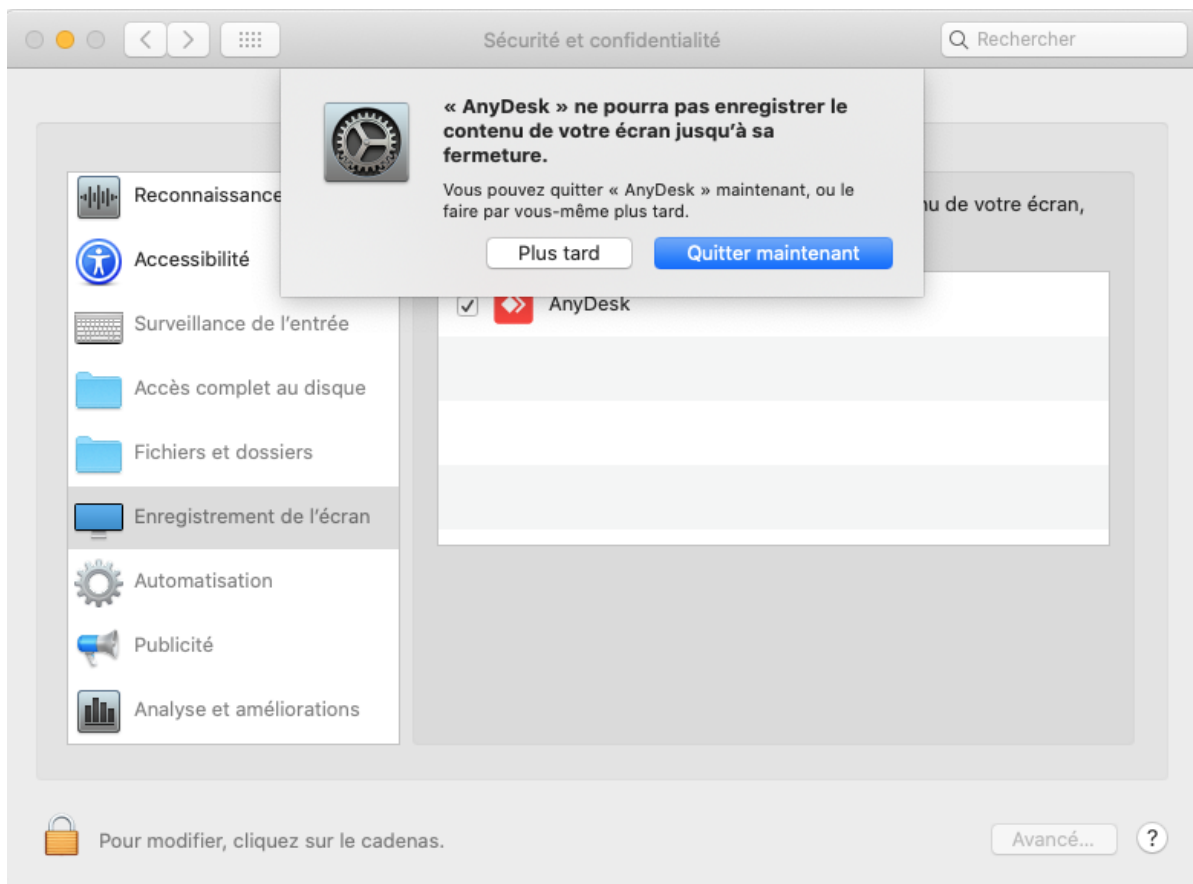 Sécurité et confidentialité
Rechercher
« AnyDesk » ne pourra pas enregistrer le
contenu de votre écran jusqu’à sa
fermeture.
Vous pouvez quitter « AnyDesk » maintenant, ou le
faire par vous-même plus tard.
Plus tard
Quitter maintenant
Reconnaissance
Accessibilité
Surveillance de l’entrée
Accès complet au disque
Fichiers et dossiers
Enregistrement de l’écran
Automatisation
Publicité
Analyse et améliorations
de votre écran,
AnyDesk
Pour modifier, cliquez sur le cadenas.
Avancé...
?